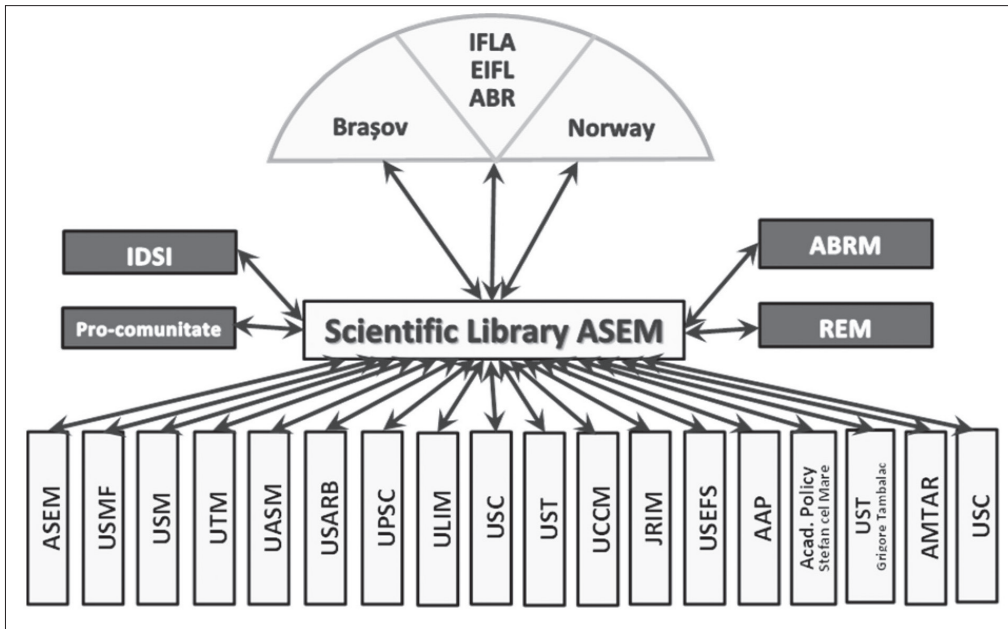 IFLA
EIFL
ABR
Brașov
Norway
IDSI
ABRM
Pro-comunitate
Scientific Library ASEM
REM
ASEM
USMF
USM
UTM
UASM
USARB
UPSC
ULIM
USC
UST
UCCM
JRIM
USEFS
AAP
Acad. Policy
Stefan cel Mare
UST
Grigore Tambalac
AMTAR
USC